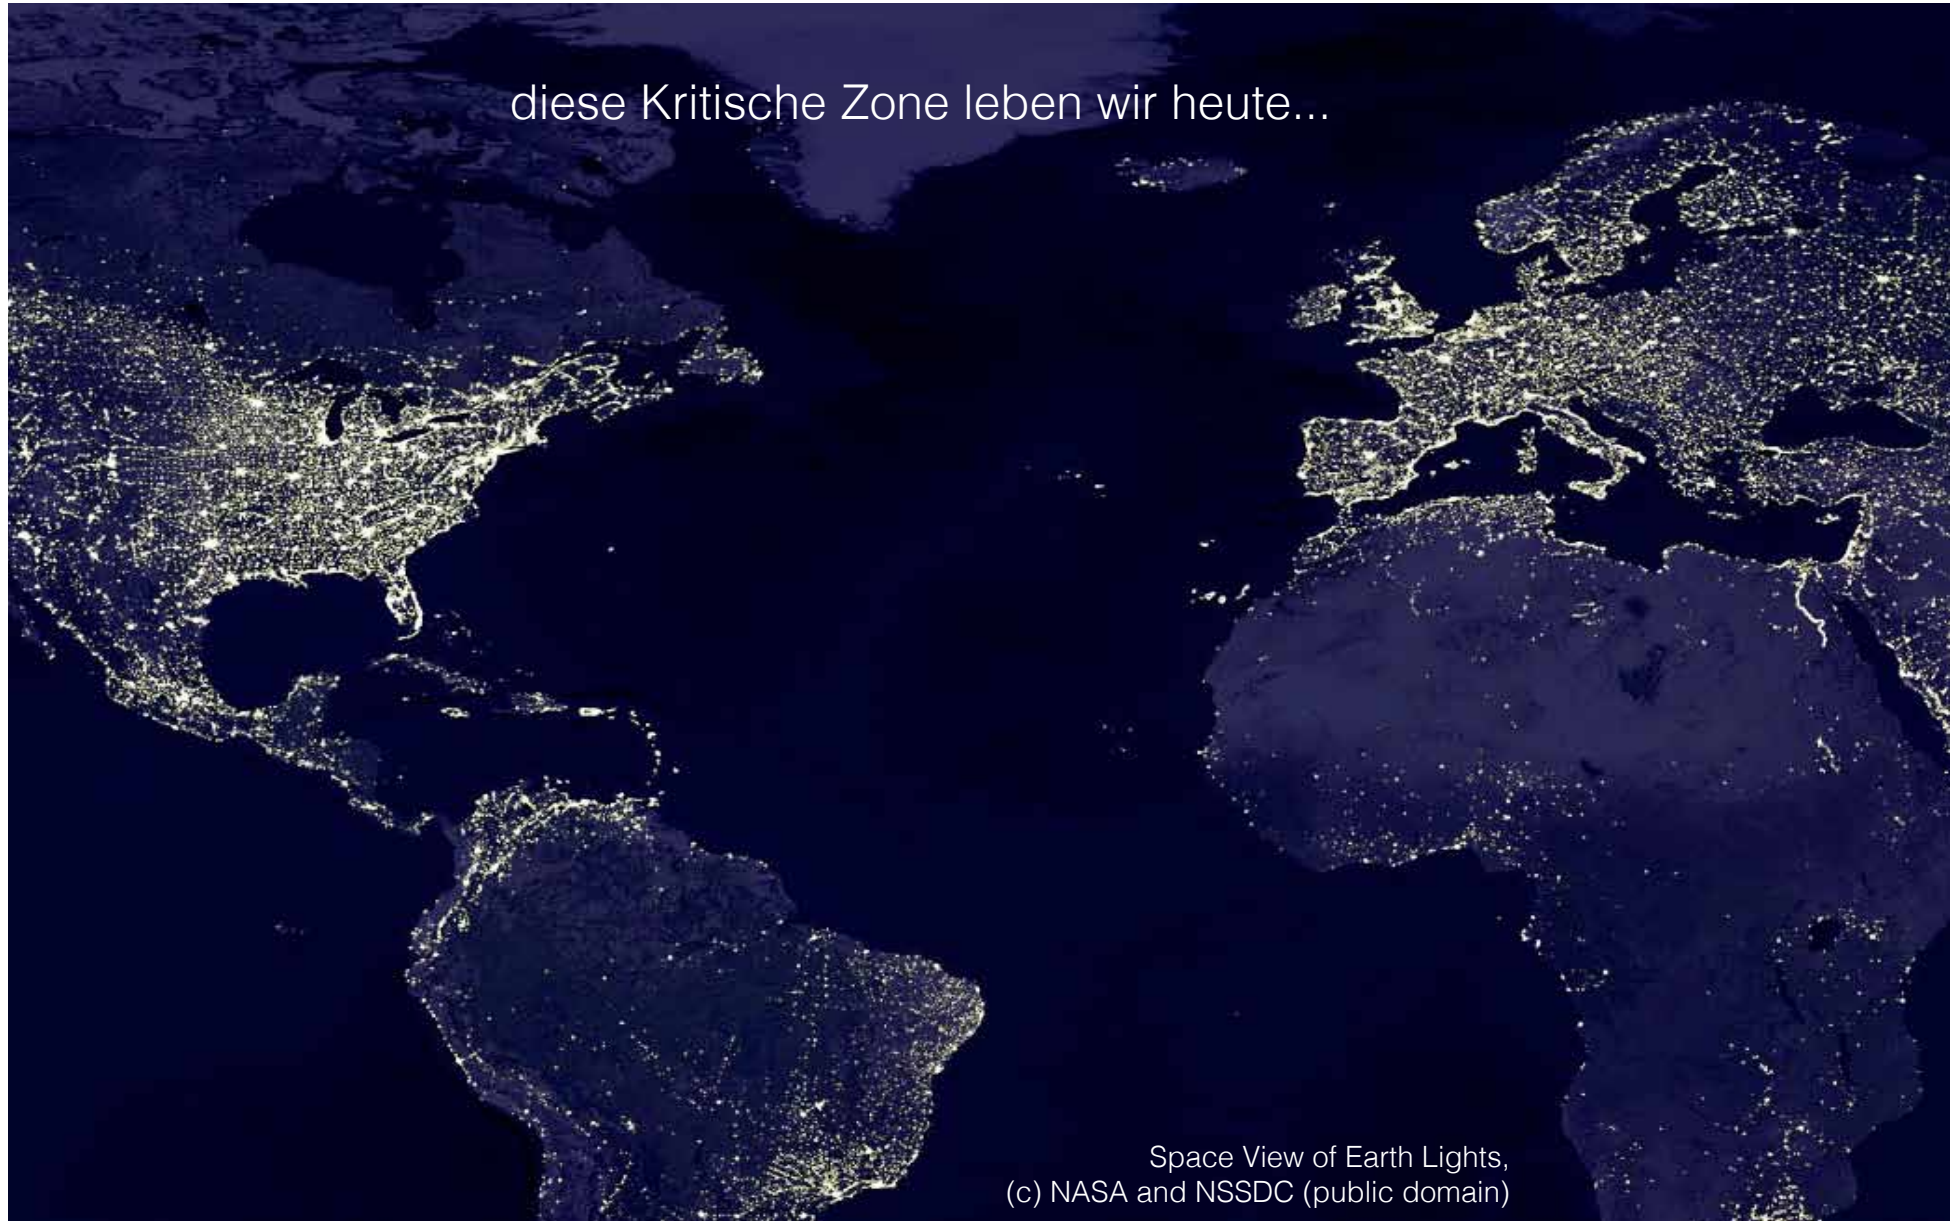 diese Kritische Zone leben wir heute...
Space View of Earth Lights,
(c) NASA and NSSDC (public domain)